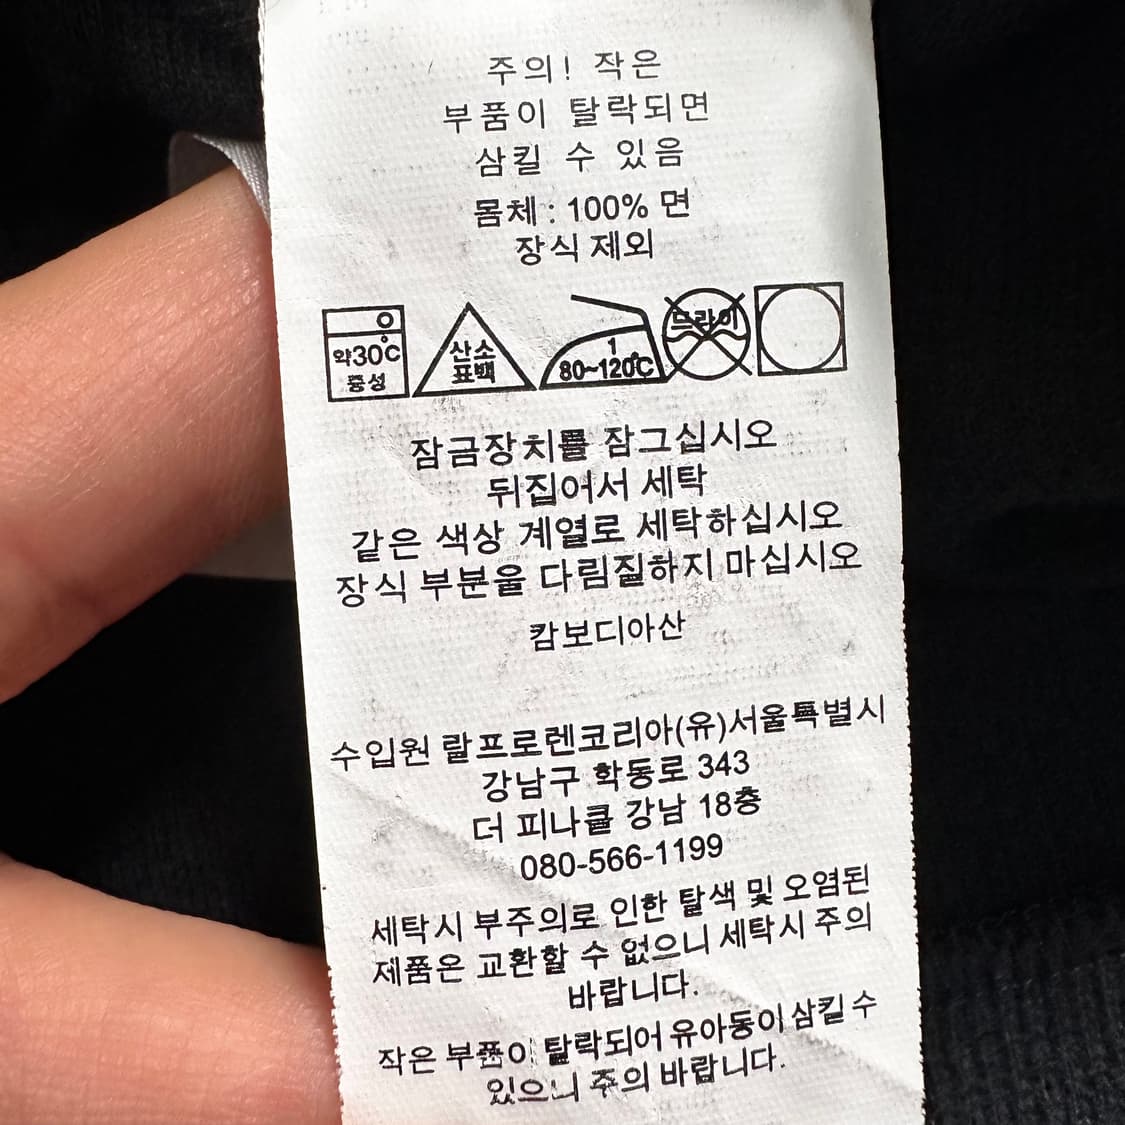 주의! 작은
부품이 탈락되면
삼킬 수 있음
몸체 : 100% 면
장식 제외
약30℃
중성
산소
표백
1
80~120℃
드라이
잠금장치를 잠그십시오
뒤집어서 세탁
같은 색상 계열로 세탁하십시오
장식 부분을 다림질하지 마십시오
캄보디아산
수입원 랄프로렌코리아(유)서울특별시
강남구 학동로 343
더 피나클 강남 18층
080-566-1199
세탁시 부주의로 인한 탈색 및 오염된
제품은 교환할 수 없으니 세탁시 주의
바랍니다.
작은 부품이 탈락되어 유아동이 삼킬 수
있으니 주의 바랍니다.